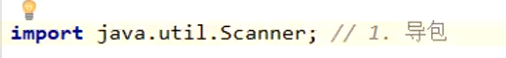 import java.util.Scanner; // 1. 导包